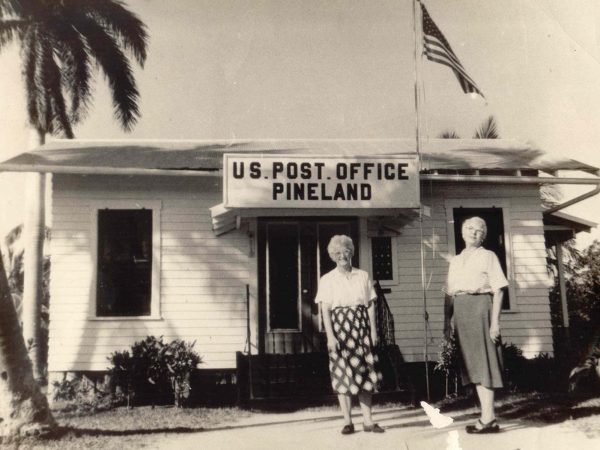 U.S. POST. OFFICE
PINELAND